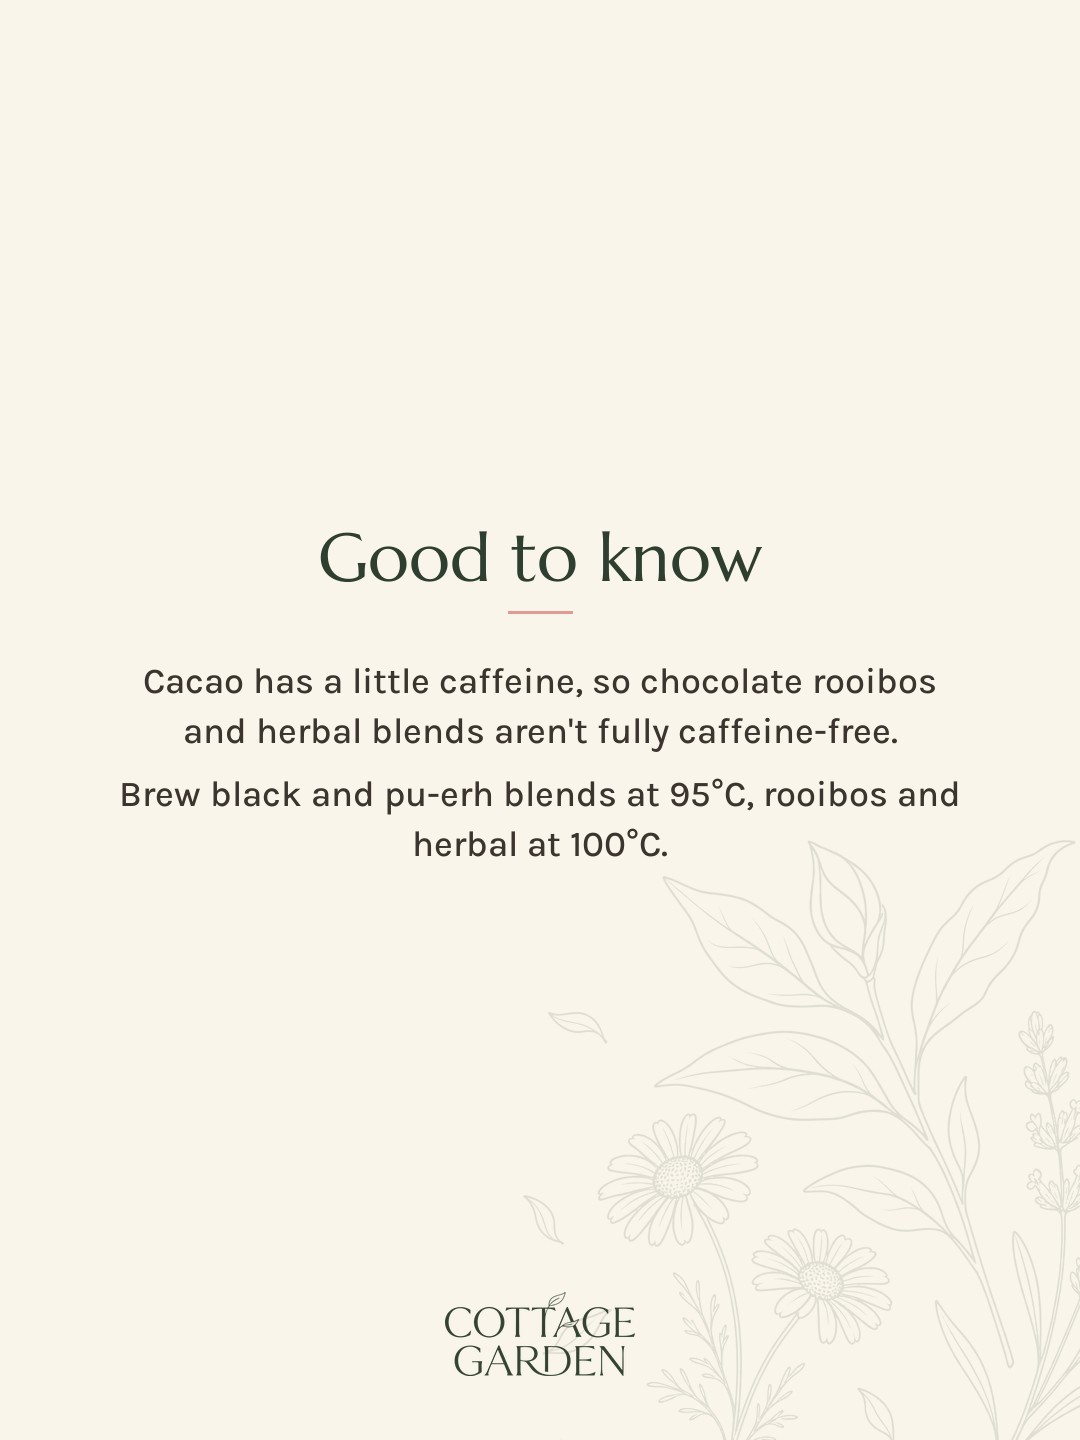 Good to know
Cacao has a little caffeine, so chocolate rooibos
and herbal blends aren't fully caffeine-free.
Brew black and pu-erh blends at 95°C, rooibos and
herbal at 100°C.
COTTAGE
GARDEN